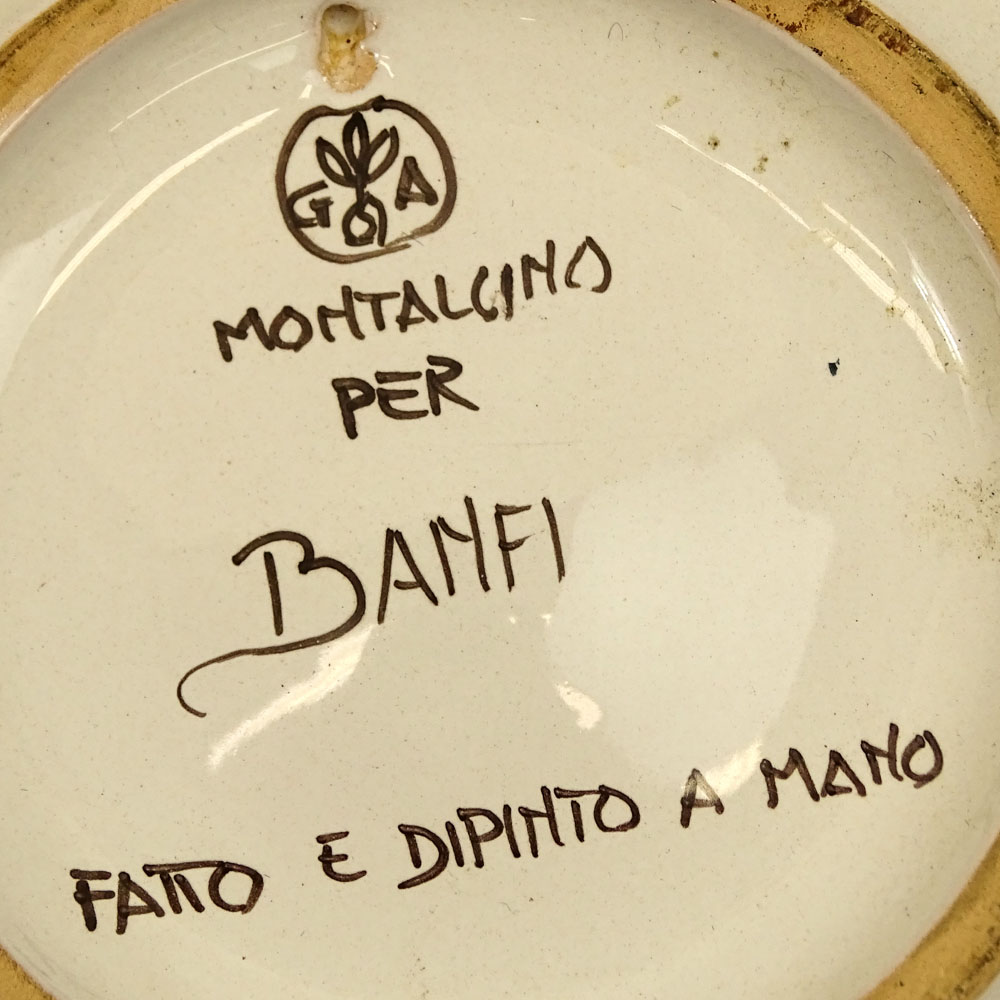 G A
MONTALCINO
PER
BANFI
FATTO E DIPINTO A MANO